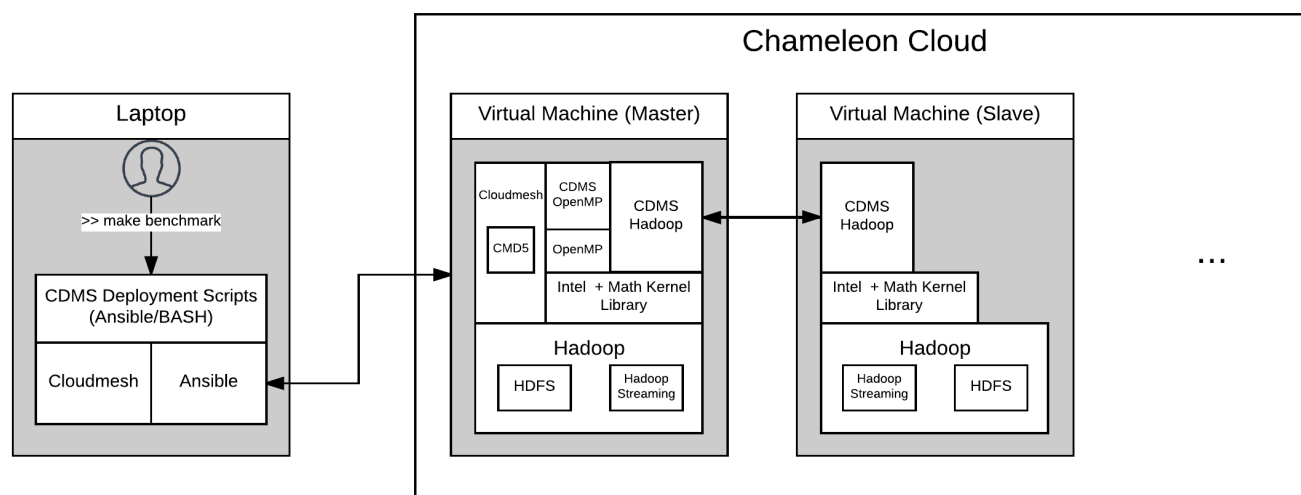 Chameleon Cloud
Laptop
>> make benchmark
CDMS Deployment Scripts
(Ansible/BASH)
Cloudmesh
Ansible
Virtual Machine (Master)
Cloudmesh
CMD5
CDMS
OpenMP
OpenMP
CDMS
Hadoop
Intel + Math Kernel
Library
Hadoop
HDFS
Hadoop
Streaming
Virtual Machine (Slave)
CDMS
Hadoop
Intel + Math Kernel
Library
Hadoop
Hadoop
Streaming
HDFS
...